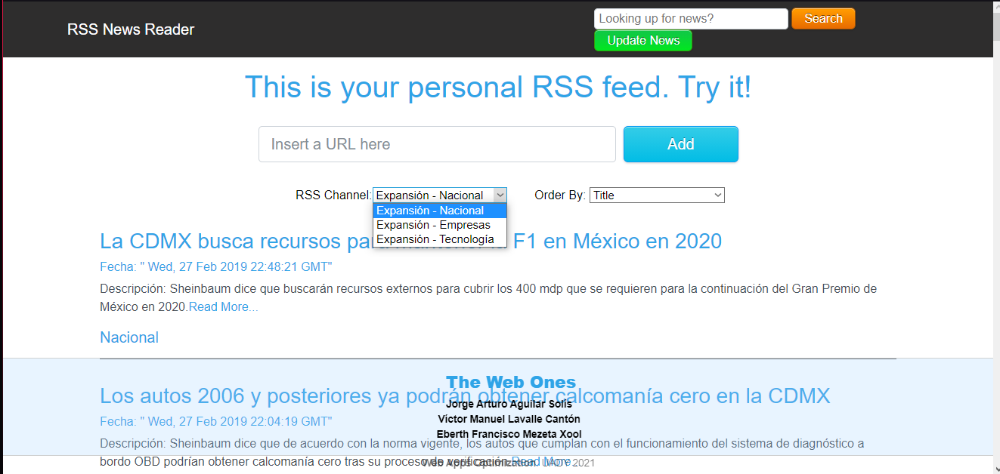 RSS News Reader
Looking up for news?
Search
Update News
This is your personal RSS feed. Try it!
Insert a URL here
Add
RSS Channel: Expansión - Nacional
Order By: Title
Expansión - Nacional
Expansión - Empresas
Expansión - Tecnología
La CDMX busca recursos F1 en México en 2020
Fecha: " Wed, 27 Feb 2019 22:48:21 GMT"
Descripción: Sheinbaum dice que buscarán recursos externos para cubrir los 400 mdp que se requieren para la continuación del Gran Premio de
México en 2020.Read More...
Nacional
The Web Ones
Los autos 2006 y posteriores ya podrán obtener calcomanía cero en la CDMX
Jorge Arturo Aguilar Solís
Víctor Manuel Lavalle Cantón
Fecha: " Wed, 27 Feb 2019 22:04:19 GMT"
Eberth Francisco Mezeta Xool
Descripción: Sheinbaum dice que de acuerdo con la norma vigente, los autos que cumplan con el funcionamiento del sistema de diagnóstico a
bordo OBD podrían obtener calcomanía cero tras su proceso de verificación.Read More...
Web Apps Optimization. UADY 2021